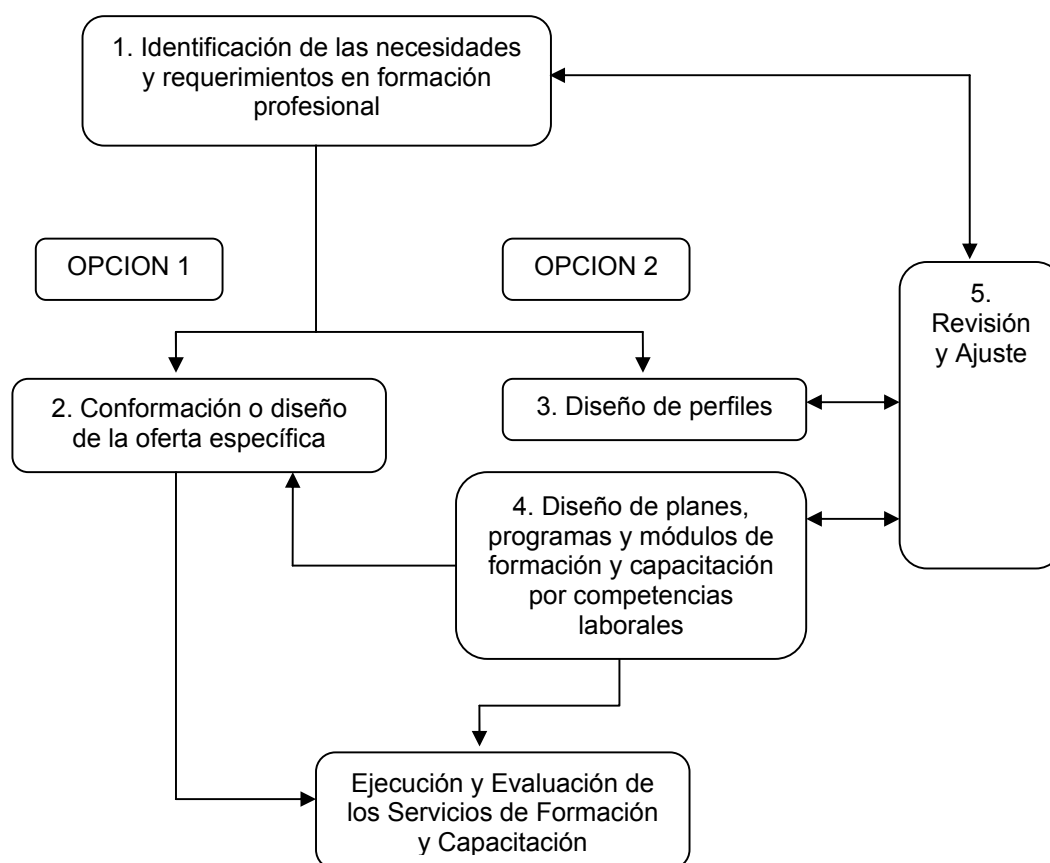 1. Identificación de las necesidades
y requerimientos en formación
profesional
OPCION 1
OPCION 2
5.
Revisión
y Ajuste
2. Conformación o diseño
de la oferta específica
3. Diseño de perfiles
4. Diseño de planes,
programas y módulos de
formación y capacitación
por competencias
laborales
Ejecución y Evaluación de
los Servicios de Formación
y Capacitación